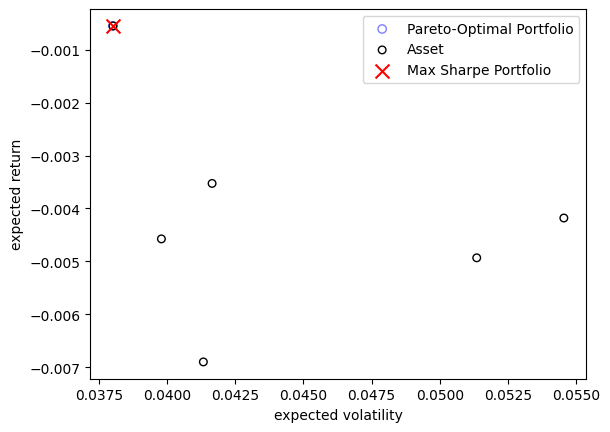 Pareto-Optimal Portfolio
Asset
Max Sharpe Portfolio
−0.001
−0.002
−0.003
−0.004
−0.005
−0.006
−0.007
expected return
0.0375 0.0400 0.0425 0.0450 0.0475 0.0500 0.0525 0.0550
expected volatility